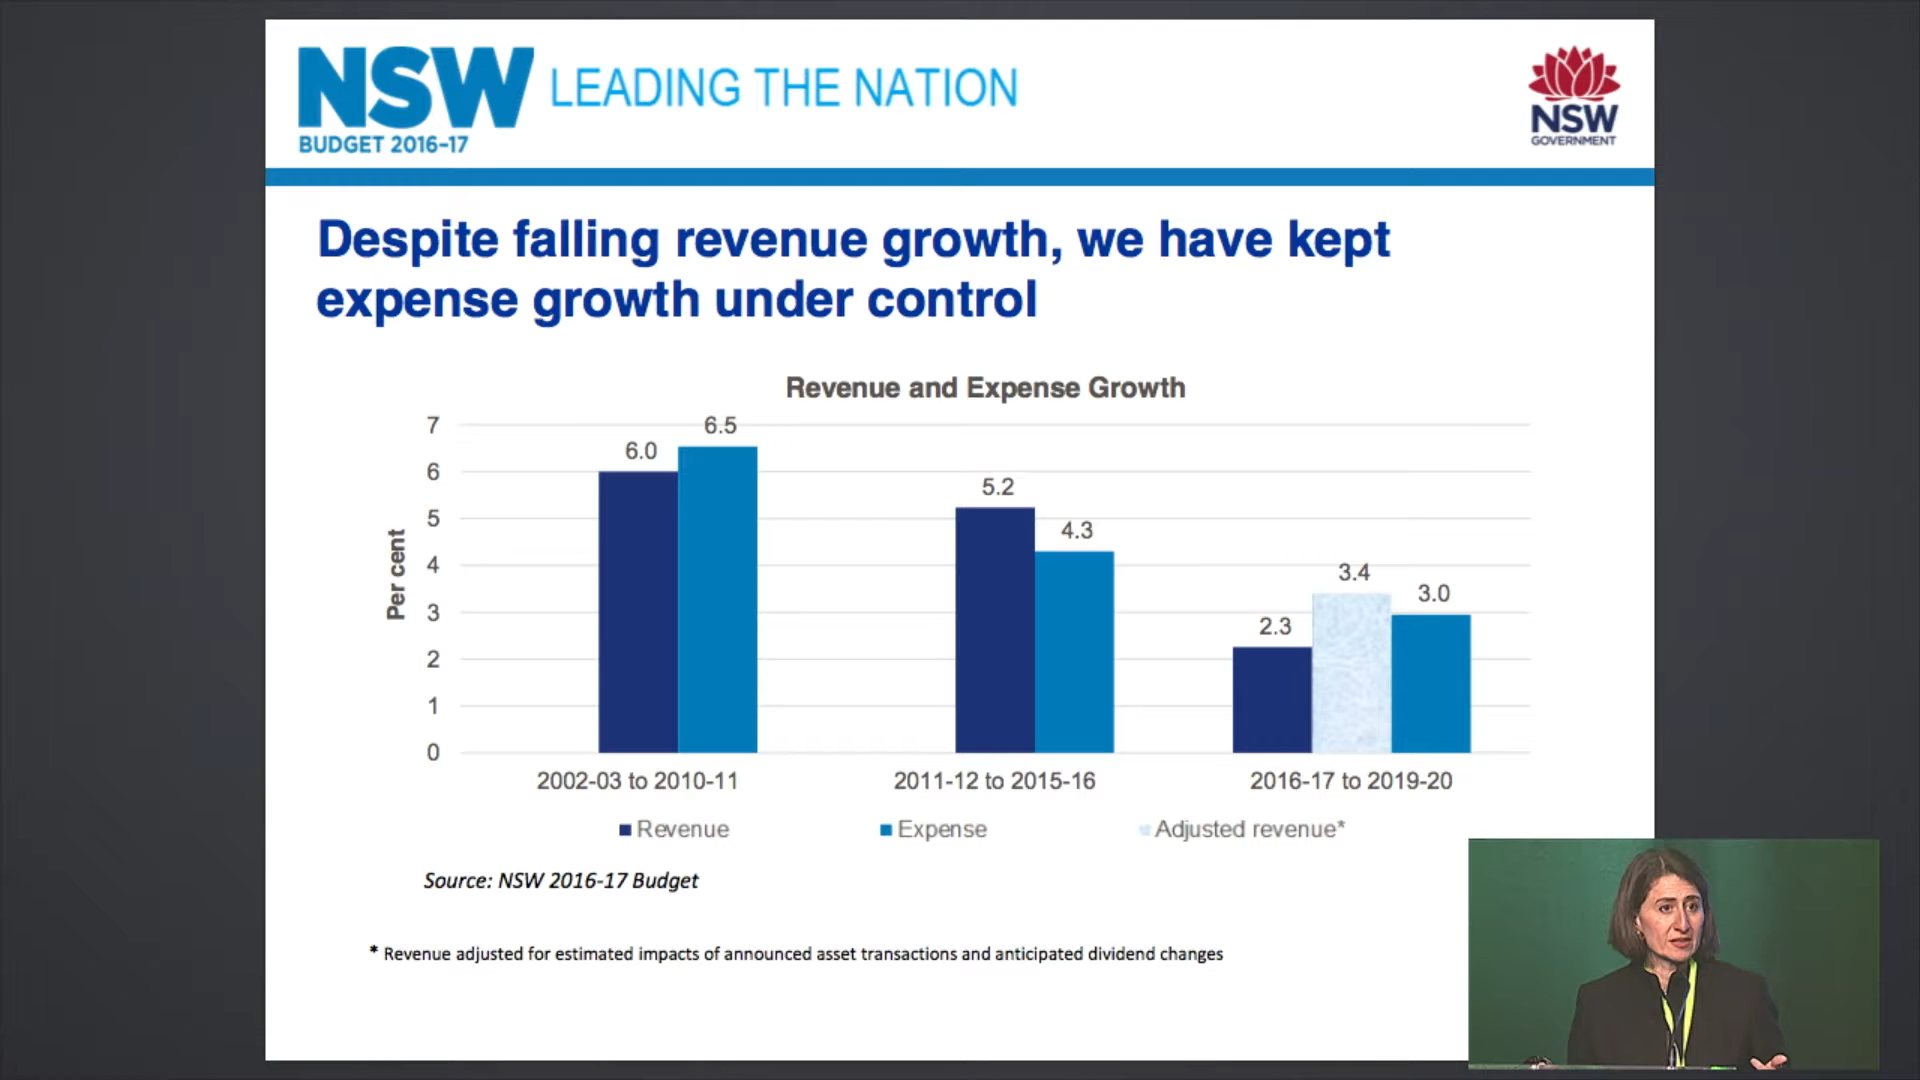 NSW LEADING THE NATION
BUDGET 2016-17
NSW
GOVERNMENT
Despite falling revenue growth, we have kept
expense growth under control
Revenue and Expense Growth
Per cent
7
6
5
4
3
2
1
0
6.0
6.5
5.2
4.3
2.3
3.4
3.0
2002-03 to 2010-11
2011-12 to 2015-16
2016-17 to 2019-20
Revenue
Expense
Adjusted revenue*
Source: NSW 2016-17 Budget
* Revenue adjusted for estimated impacts of announced asset transactions and anticipated dividend changes